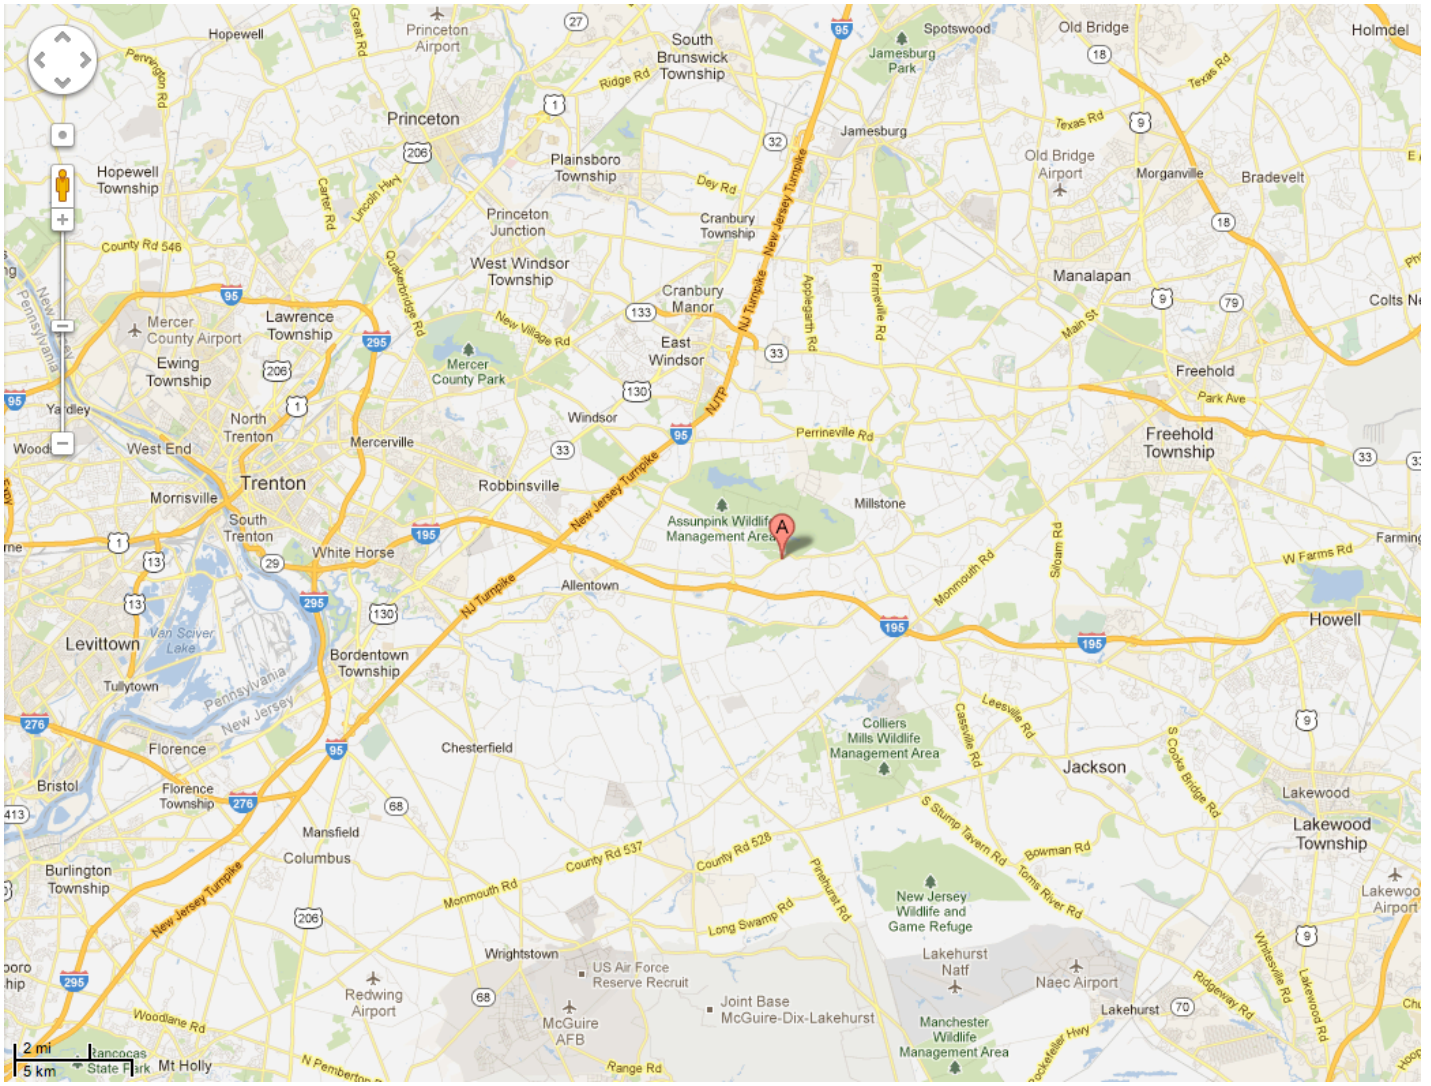 Hopewell
Great Rd
Princeton
Airport
27
South
Brunswick
Township
95
Spotswood
Old Bridge
Holmdel
Jamesburg
Park
18
Pennington Rd
Ridge Rd
Texas Rd
1
Princeton
32
Jamesburg
Texas Rd
9
206
Plainsboro
Township
Old Bridge
Airport
Morganville
Bradevelt
Hopewell
Township
Carter Rd
Lincoln Hwy
Dey Rd
New Jersey Turnpike
Princeton
Junction
Cranbury
Township
18
County Rd 546
Quakerbridge Rd
West Windsor
Township
Perrineville Rd
Applegarth Rd
Manalapan
New Jersey
Pennsylvania
95
Cranbury
Manor
NJ Turnpike
9
79
Colts Ne
Mercer
County Airport
Lawrence
Township
133
New Village Rd
Main St
295
East
Windsor
33
Mercer
County Park
Ewing
Township
206
Freehold
95
130
NJTP
Park Ave
Yardley
1
North
Trenton
Windsor
95
Perrineville Rd
Freehold
Township
Woods
West End
Mercerville
33
33
Trenton
New Jersey Turnpike
Robbinsville
Morrisville
Millstone
South
Trenton
Assunpink Wildlife
Management Area
A
195
Siloam Rd
Farming
1
White Horse
W Farms Rd
13
29
Allentown
Monmouth Rd
NJ Turnpike
13
295
130
195
Howell
Levittown
Van Sciver
Lake
195
Bordentown
Township
Tullytown
Pennsylvania
New Jersey
276
Leesville Rd
Cassville Rd
9
Colliers
Mills Wildlife
Management Area
Florence
95
Chesterfield
S Cooks Bridge Rd
Jackson
Bristol
Florence
Township
276
68
Lakewood
413
S Stump Tavern Rd
Mansfield
Lakewood
Township
Columbus
County Rd 537
County Rd 528
Bowman Rd
Burlington
Township
New Jersey Turnpike
Monmouth Rd
Pinehurst Rd
Toms River Rd
New Jersey
Wildlife and
Game Refuge
Lakewoo
Airport
206
Long Swamp Rd
9
Wrightstown
Lakehurst
Natf
Whitesville Rd
295
US Air Force
Reserve Recruit
Naec Airport
Redwing
Airport
68
Joint Base
McGuire-Dix-Lakehurst
Ridgeway Rd
Lakewood Rd
Lakehurst
70
McGuire
AFB
Woodlane Rd
Manchester
Wildlife
Management Area
2 mi
Rancocas
State Park
Mt Holly
N Pemberton Rd
Range Rd
5 km